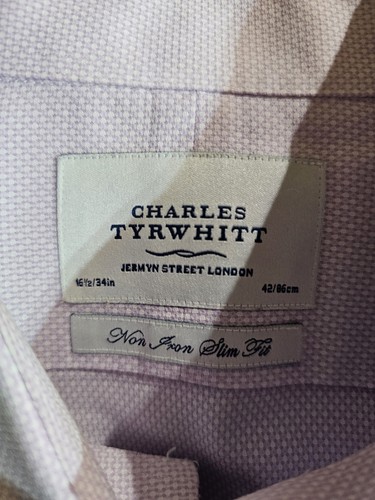 CHARLES
TYRWHITT
JERMYN STREET LONDON
16½/34in 42/86cm
Non Iron Slim Fit